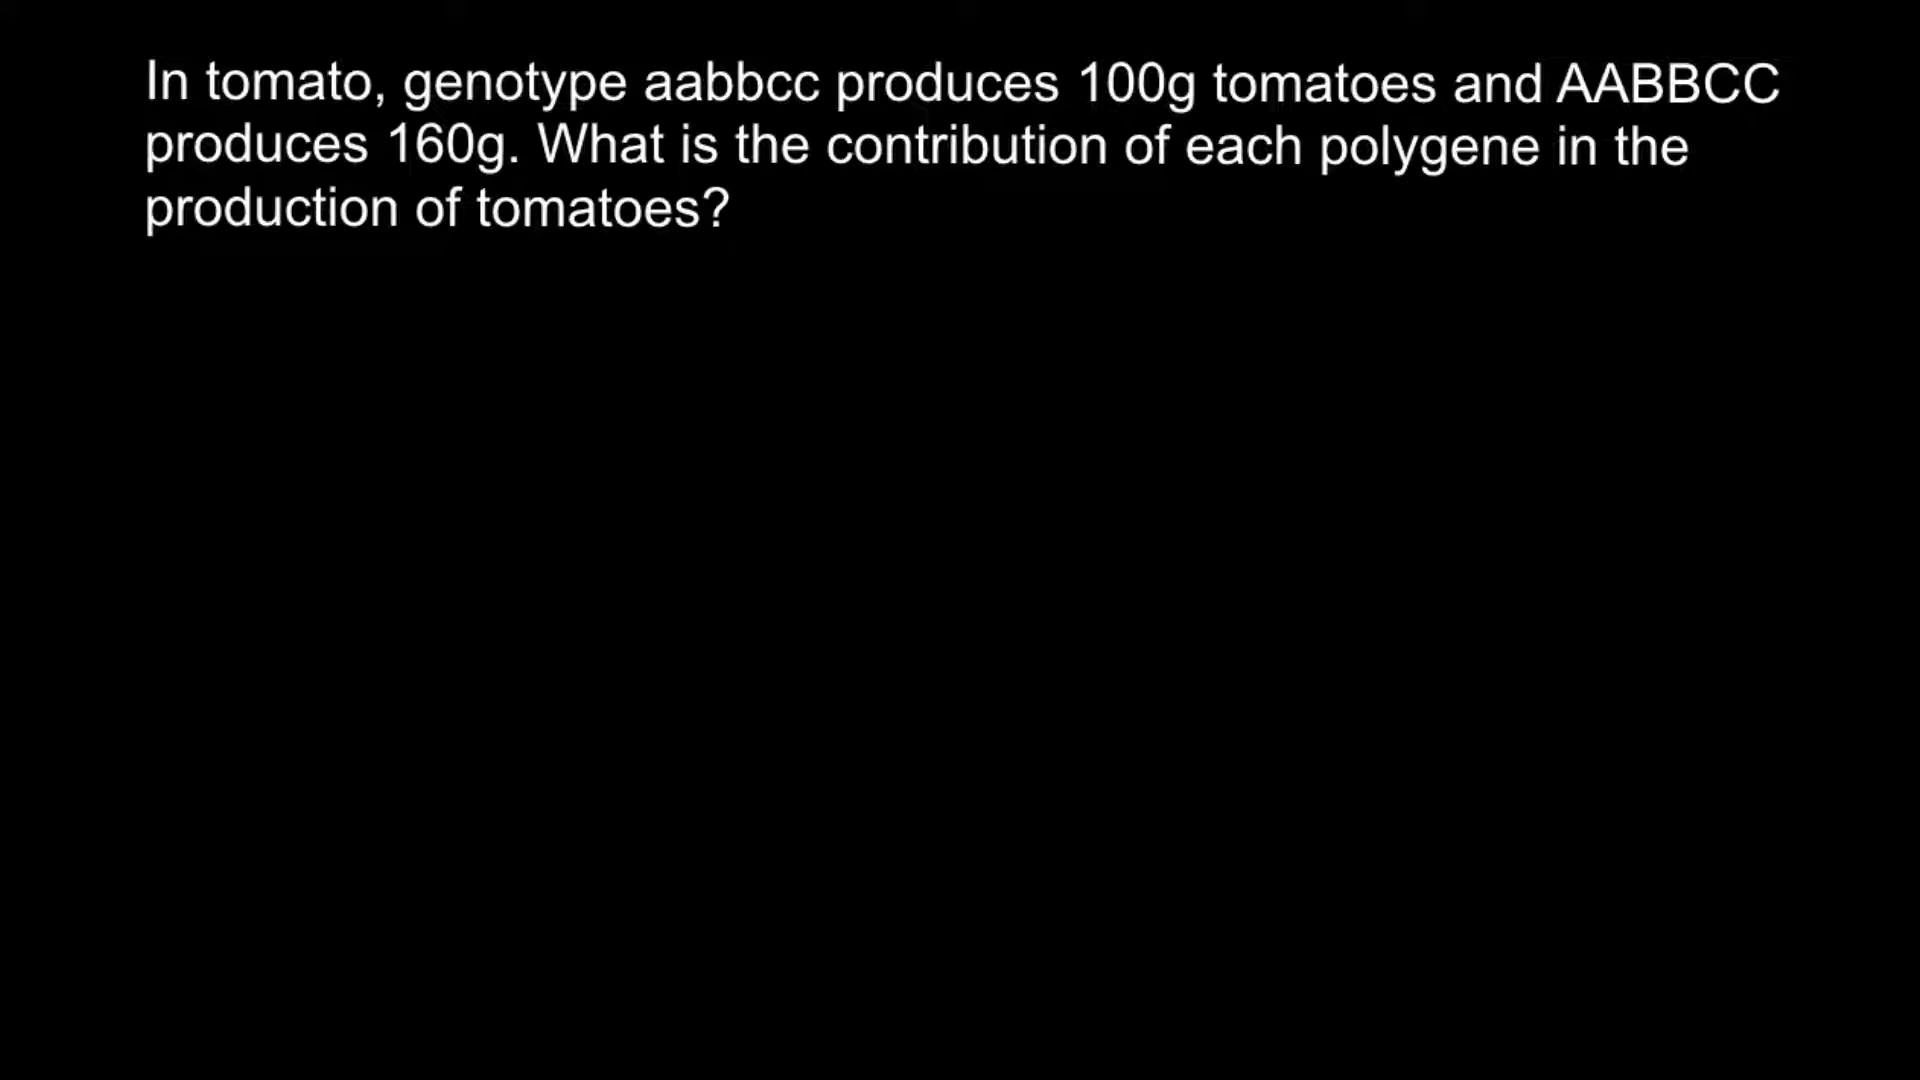 In tomato, genotype aabbcc produces 100g tomatoes and AABBCC
produces 160g. What is the contribution of each polygene in the
production of tomatoes?